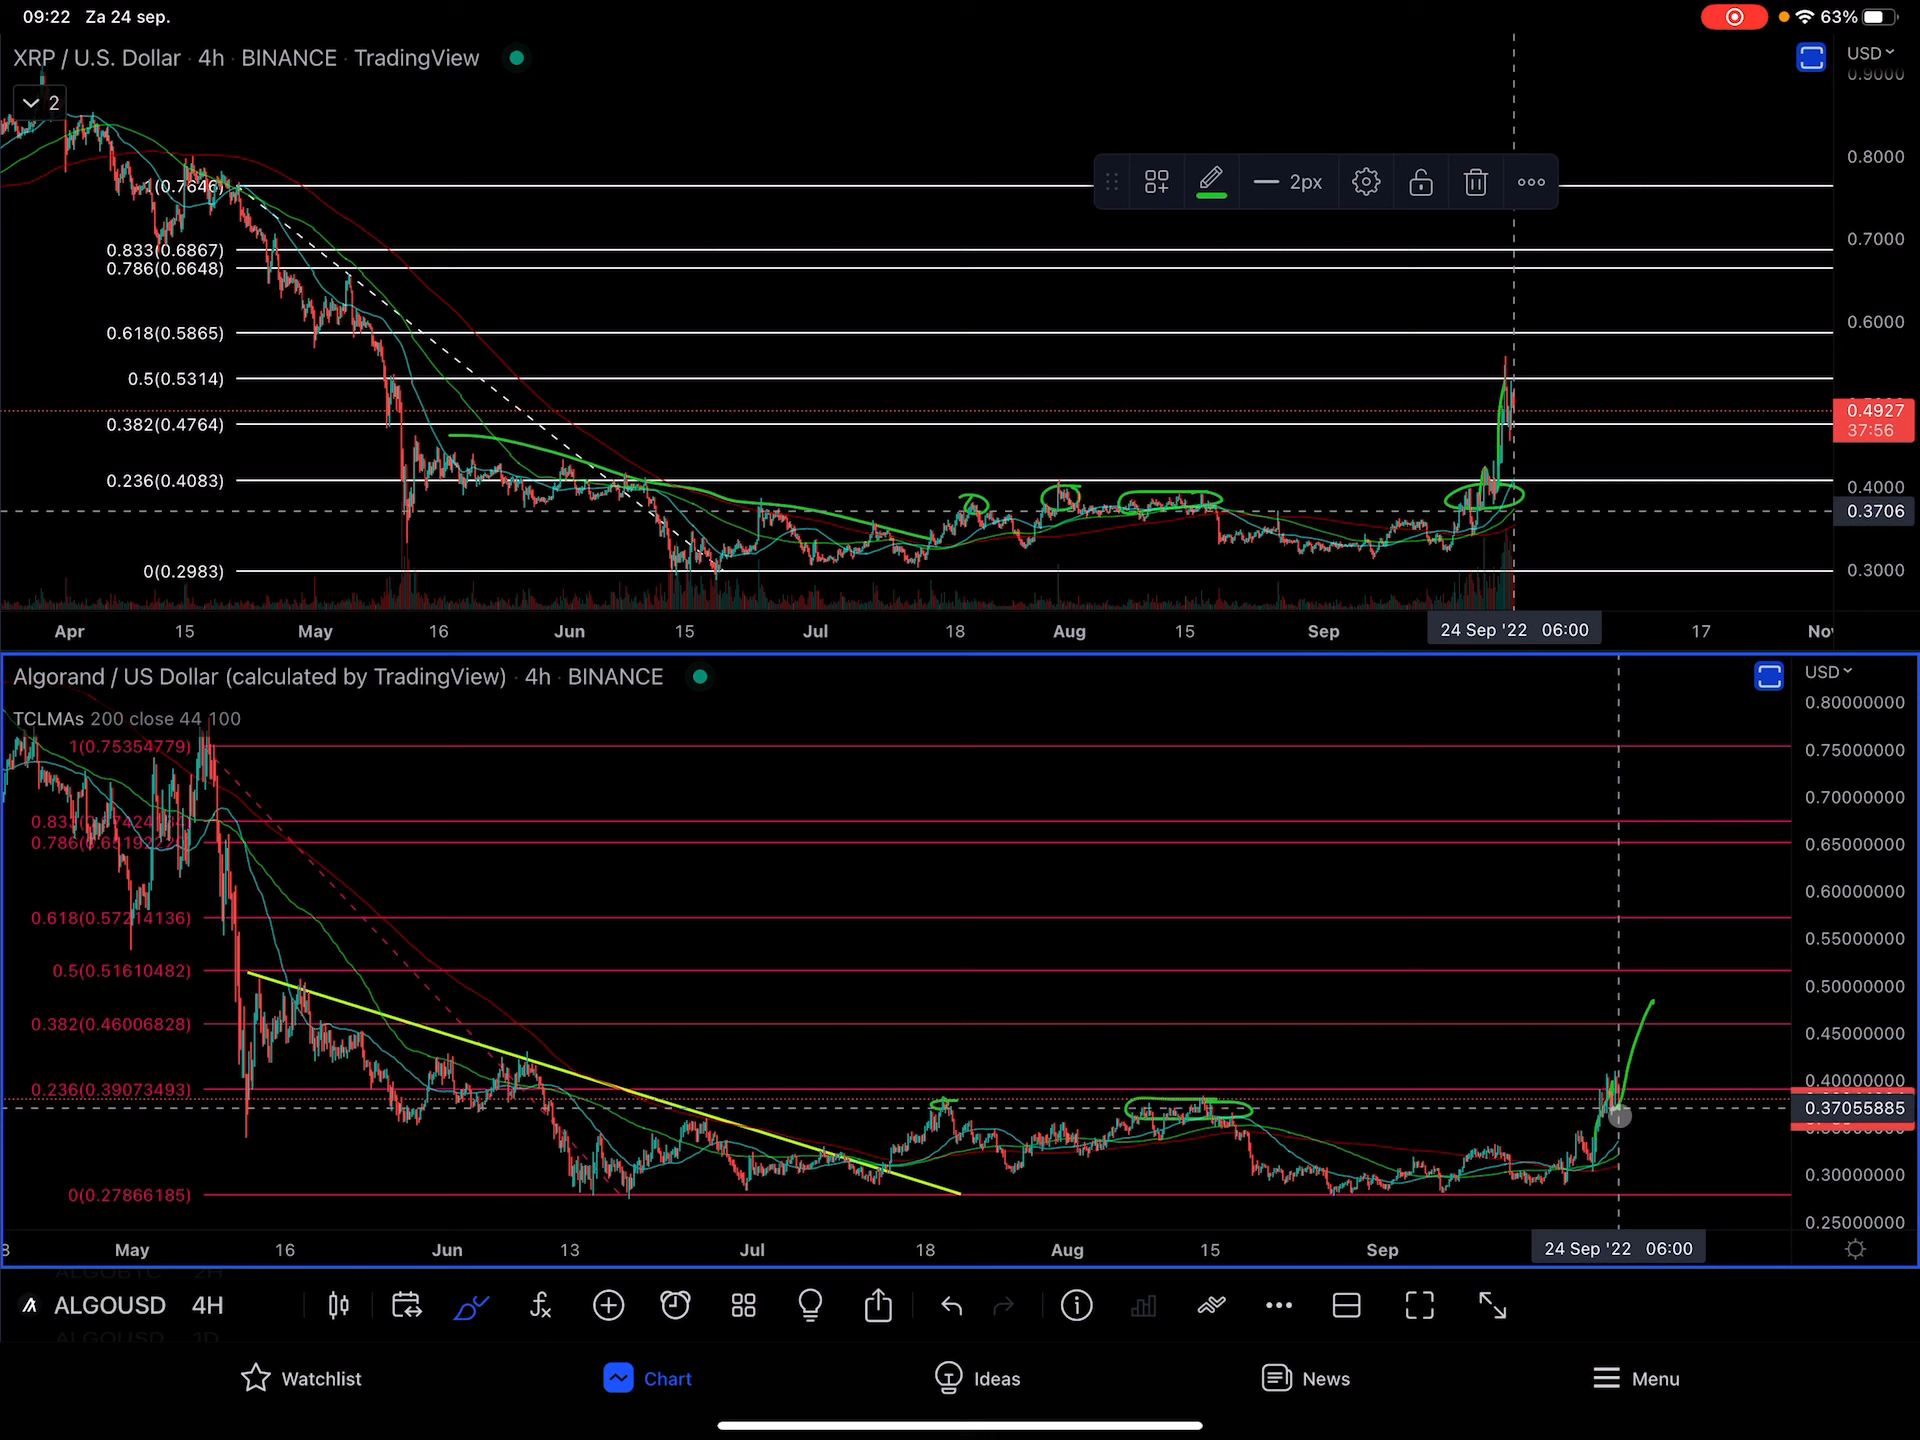 09:22 Za 24 sep.
63%
XRP / U.S. Dollar · 4h · BINANCE · TradingView
USD
0.9000
2
0.8000
1(0.7646)
2px
0.7000
0.833(0.6867)
0.786(0.6648)
0.6000
0.618(0.5865)
0.5(0.5314)
0.4927
37:56
0.382(0.4764)
0.236(0.4083)
0.4000
0.3706
0(0.2983)
0.3000
Apr 15 May 16 Jun 15 Jul 18 Aug 15 Sep 24 Sep '22 06:00 17 Nov
Algorand / US Dollar (calculated by TradingView) · 4h · BINANCE
USD
0.80000000
TCLMAs 200 close 44 100
1(0.75354779)
0.75000000
0.70000000
0.65000000
0.60000000
0.618(0.57214136)
0.55000000
0.5(0.51610482)
0.50000000
0.382(0.46006828)
0.45000000
0.236(0.39073493)
0.40000000
0.37055885
0.30000000
0(0.27866185)
0.25000000
May 16 Jun 13 Jul 18 Aug 15 Sep 24 Sep '22 06:00
ALGOBTC 2H
ALGOUSD 4H
ALGOUSD 1D
Watchlist Chart Ideas News Menu